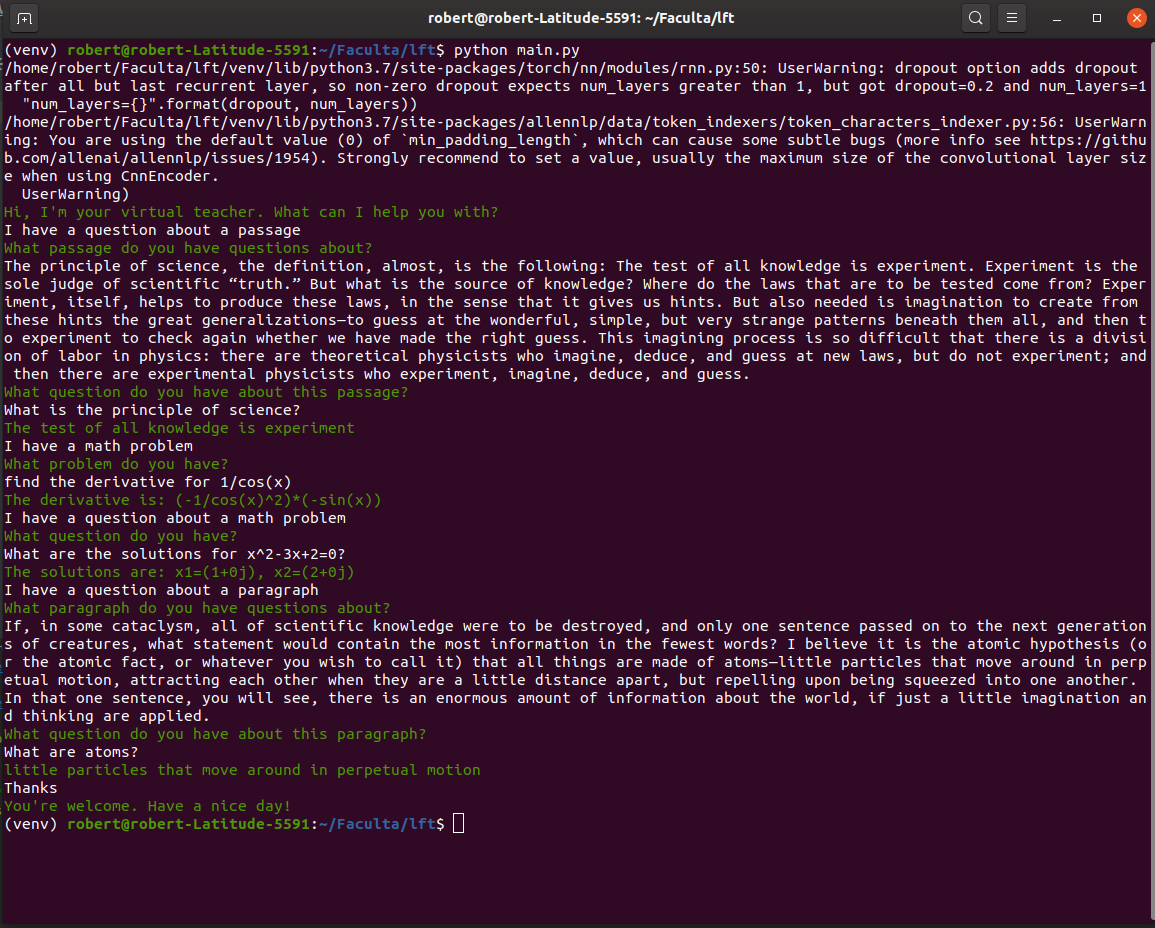 robert@robert-Latitude-5591: ~/Faculta/lft
(venv) robert@robert-Latitude-5591:~/Faculta/lft$ python main.py
/home/robert/Faculta/lft/venv/lib/python3.7/site-packages/torch/nn/modules/rnn.py:50: UserWarning: dropout option adds dropout
after all but last recurrent layer, so non-zero dropout expects num_layers greater than 1, but got dropout=0.2 and num_layers=1
  "num_layers={}".format(dropout, num_layers))
/home/robert/Faculta/lft/venv/lib/python3.7/site-packages/allennlp/data/token_indexers/token_characters_indexer.py:56: UserWarn
ing: You are using the default value (0) of `min_padding_length`, which can cause some subtle bugs (more info see https://githu
b.com/allenai/allennlp/issues/1954). Strongly recommend to set a value, usually the maximum size of the convolutional layer siz
e when using CnnEncoder.
  UserWarning)
Hi, I'm your virtual teacher. What can I help you with?
I have a question about a passage
What passage do you have questions about?
The principle of science, the definition, almost, is the following: The test of all knowledge is experiment. Experiment is the
sole judge of scientific “truth.” But what is the source of knowledge? Where do the laws that are to be tested come from? Exper
iment, itself, helps to produce these laws, in the sense that it gives us hints. But also needed is imagination to create from
these hints the great generalizations—to guess at the wonderful, simple, but very strange patterns beneath them all, and then t
o experiment to check again whether we have made the right guess. This imagining process is so difficult that there is a divisi
on of labor in physics: there are theoretical physicists who imagine, deduce, and guess at new laws, but do not experiment; and
 then there are experimental physicists who experiment, imagine, deduce, and guess.
What question do you have about this passage?
What is the principle of science?
The test of all knowledge is experiment
I have a math problem
What problem do you have?
find the derivative for 1/cos(x)
The derivative is: (-1/cos(x)^2)*(-sin(x))
I have a question about a math problem
What question do you have?
What are the solutions for x^2-3x+2=0?
The solutions are: x1=(1+0j), x2=(2+0j)
I have a question about a paragraph
What paragraph do you have questions about?
If, in some cataclysm, all of scientific knowledge were to be destroyed, and only one sentence passed on to the next generation
s of creatures, what statement would contain the most information in the fewest words? I believe it is the atomic hypothesis (o
r the atomic fact, or whatever you wish to call it) that all things are made of atoms—little particles that move around in perp
etual motion, attracting each other when they are a little distance apart, but repelling upon being squeezed into one another.
In that one sentence, you will see, there is an enormous amount of information about the world, if just a little imagination an
d thinking are applied.
What question do you have about this paragraph?
What are atoms?
little particles that move around in perpetual motion
Thanks
You're welcome. Have a nice day!
(venv) robert@robert-Latitude-5591:~/Faculta/lft$